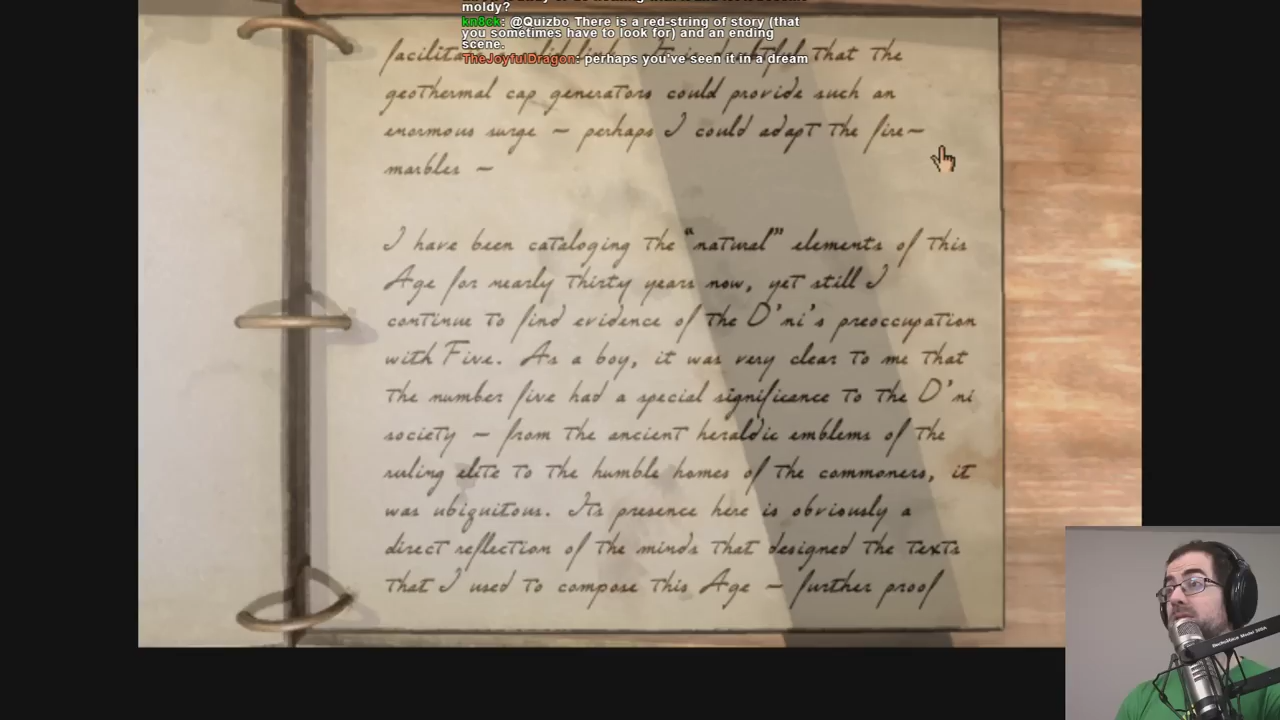 moldy?
kn8ck: @Quizbo There is a red-string of story (that
you sometimes have to look for) and an ending
scene.
TheJoyfulDragon: perhaps you've seen it in a dream
that the
geothermal cap generators could provide such an
enormous surge — perhaps I could adapt the fire-
marbles —
I have been cataloging the "natural" elements of this
Age for nearly thirty years now, yet still I
continue to find evidence of the D'ni's preoccupation
with Five. As a boy, it was very clear to me that
the number five had a special significance to the D'ni
society — from the ancient heraldic emblems of the
ruling elite to the humble homes of the commoners, it
was ubiquitous. Its presence here is obviously a
direct reflection of the minds that designed the texts
that I used to compose this Age — further proof